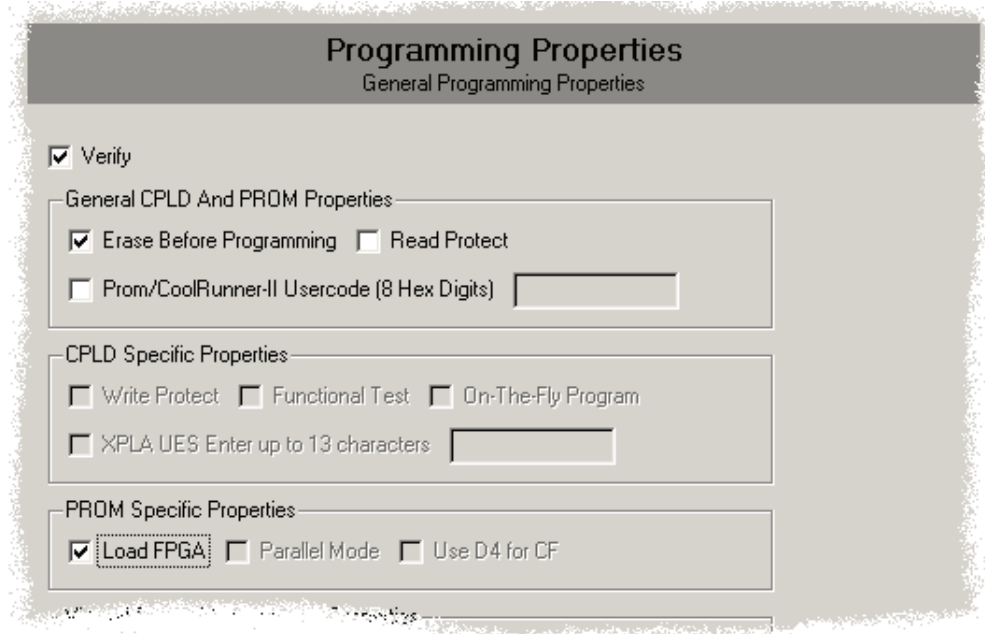 Programming Properties
General Programming Properties
Verify
General CPLD And PROM Properties
Erase Before Programming Read Protect
Prom/CoolRunner-II Usercode (8 Hex Digits)
CPLD Specific Properties
Write Protect Functional Test On-The-Fly Program
XPLA UES Enter up to 13 characters
PROM Specific Properties
Load FPGA Parallel Mode Use D4 for CF